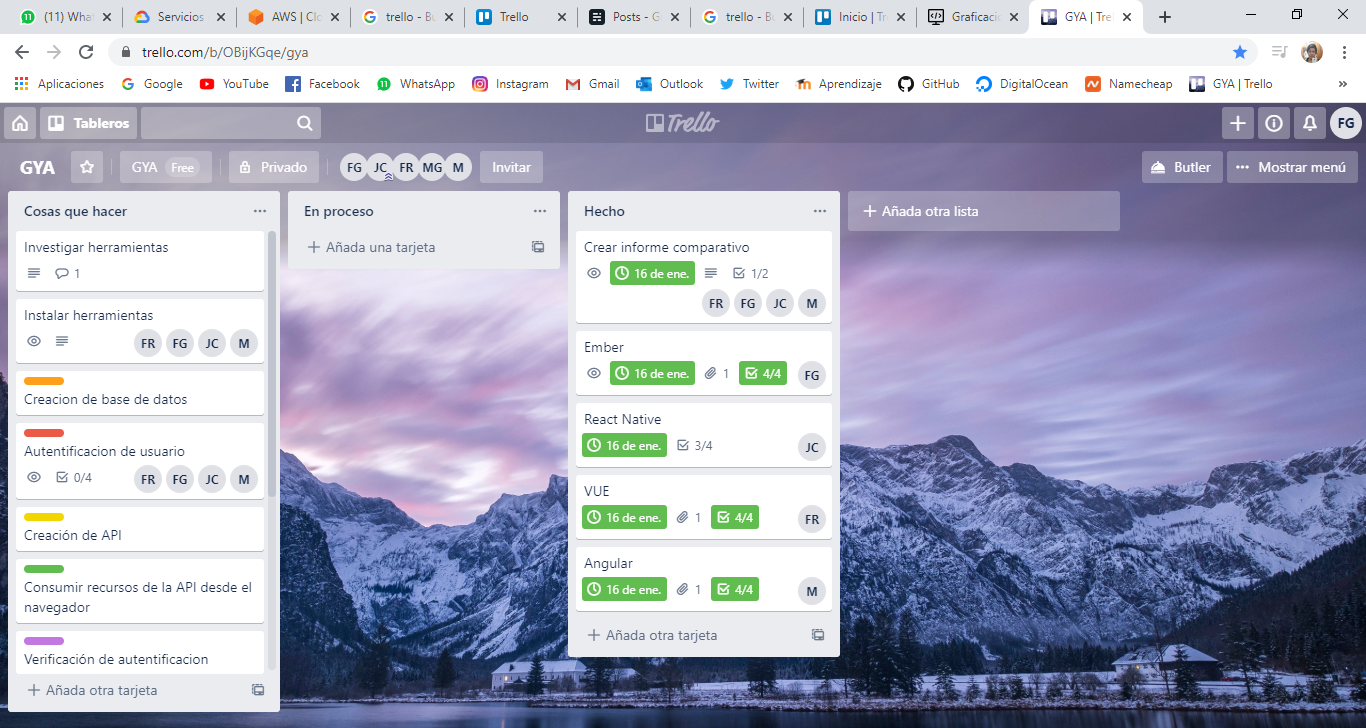 (11) What
Servicios
AWS | Clo
trello - Bu
Trello
Posts - G
trello - Bu
Inicio | Tr
Graficaci
GYA | Trel
trello.com/b/OBijKGqe/gya
Aplicaciones
Google
YouTube
Facebook
11
WhatsApp
Instagram
Gmail
Outlook
Twitter
Aprendizaje
GitHub
DigitalOcean
Namecheap
GYA | Trello
»
Tableros
Trello
FG
GYA
GYA Free
Privado
FG JC FR MG M
Invitar
Butler
Mostrar menú
Cosas que hacer
Investigar herramientas
1
Instalar herramientas
FR FG JC M
Creacion de base de datos
Autentificacion de usuario
0/4
FR FG JC M
Creación de API
Consumir recursos de la API desde el
navegador
Verificación de autentificacion
+ Añada otra tarjeta
En proceso
+ Añada una tarjeta
Hecho
Crear informe comparativo
16 de ene.
1/2
FR FG JC M
Ember
16 de ene.
1
4/4
FG
React Native
16 de ene.
3/4
JC
VUE
16 de ene.
1
4/4
FR
Angular
16 de ene.
1
4/4
M
+ Añada otra tarjeta
+ Añada otra lista